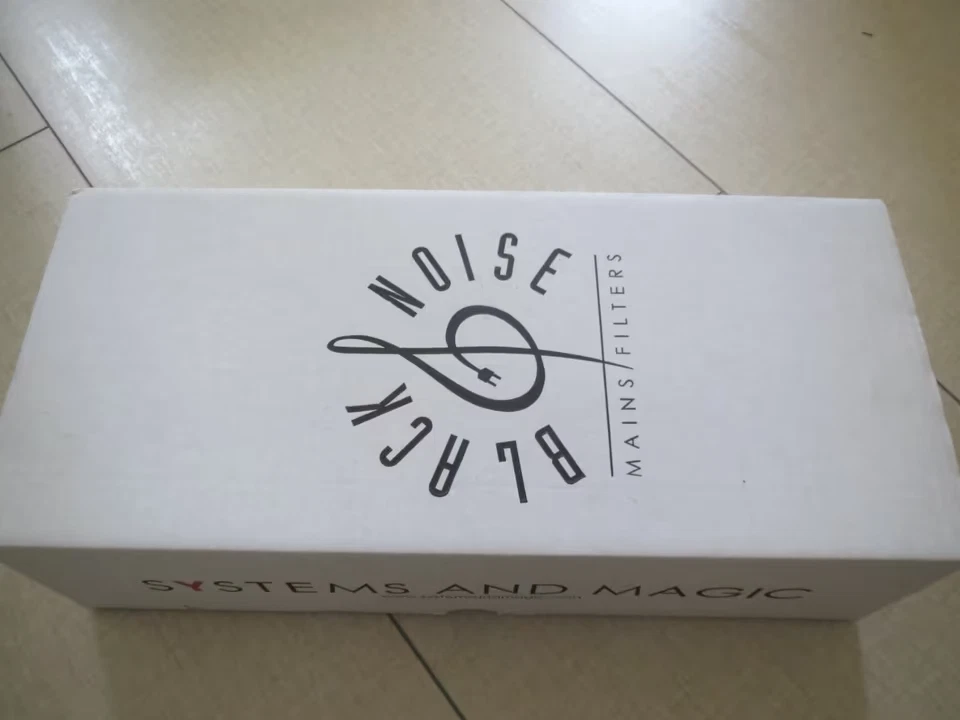 BLACK NOISE
MAINS/FILTERS
SYSTEMS AND MAGIC